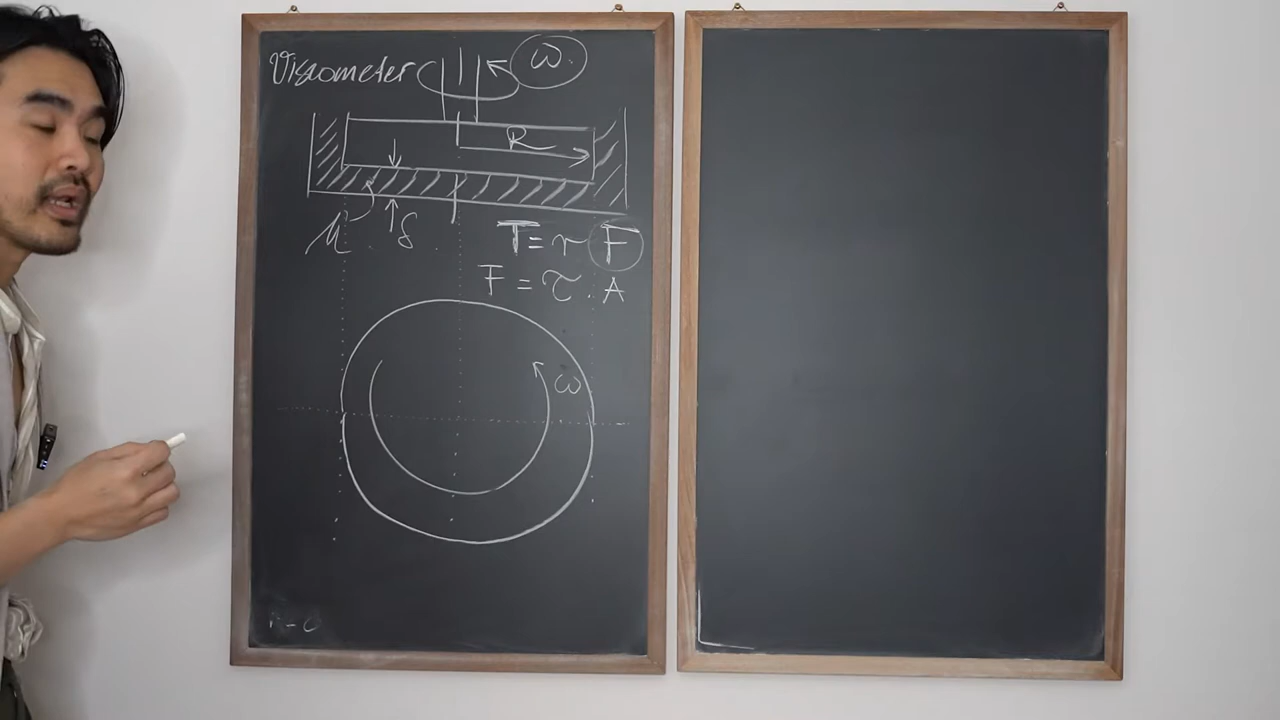 Viscometer ω
R
μ δ T = r F
F = τ . A
ω